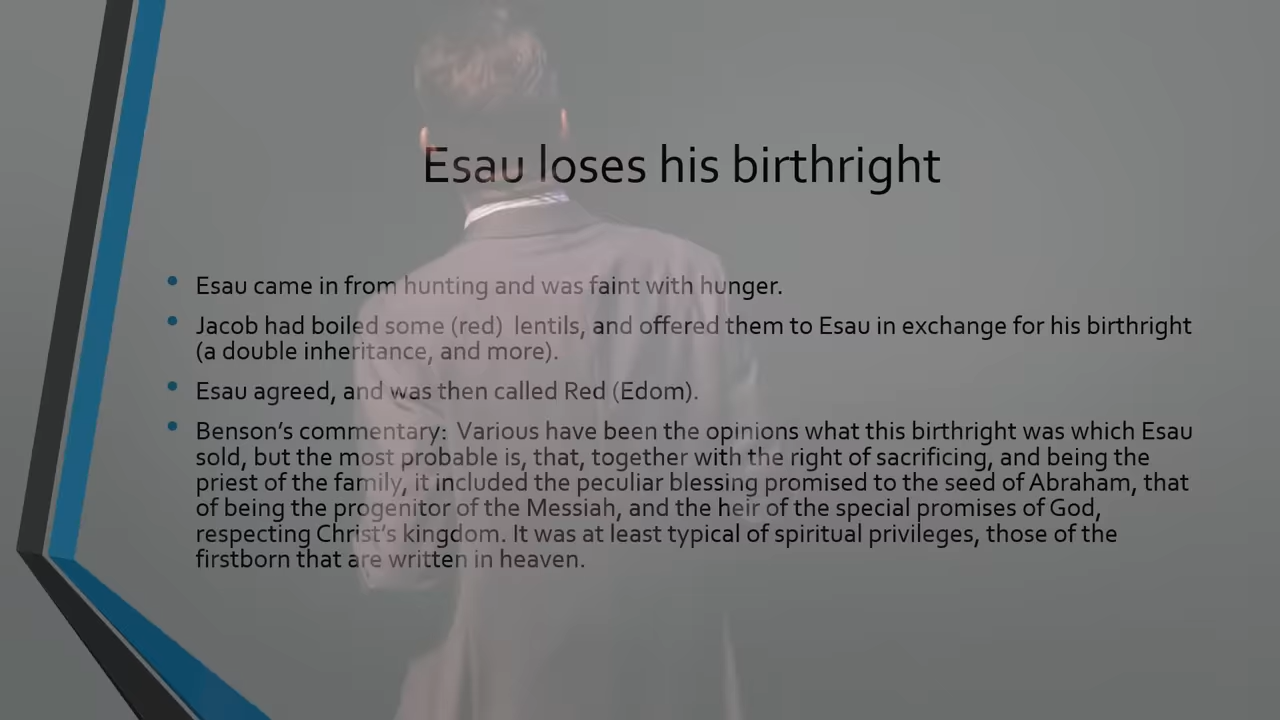 Esau loses his birthright
• Esau came in from hunting and was faint with hunger.
• Jacob had boiled some (red)  lentils, and offered them to Esau in exchange for his birthright
(a double inheritance, and more).
• Esau agreed, and was then called Red (Edom).
• Benson’s commentary:  Various have been the opinions what this birthright was which Esau
sold, but the most probable is, that, together with the right of sacrificing, and being the
priest of the family, it included the peculiar blessing promised to the seed of Abraham, that
of being the progenitor of the Messiah, and the heir of the special promises of God,
respecting Christ’s kingdom. It was at least typical of spiritual privileges, those of the
firstborn that are written in heaven.